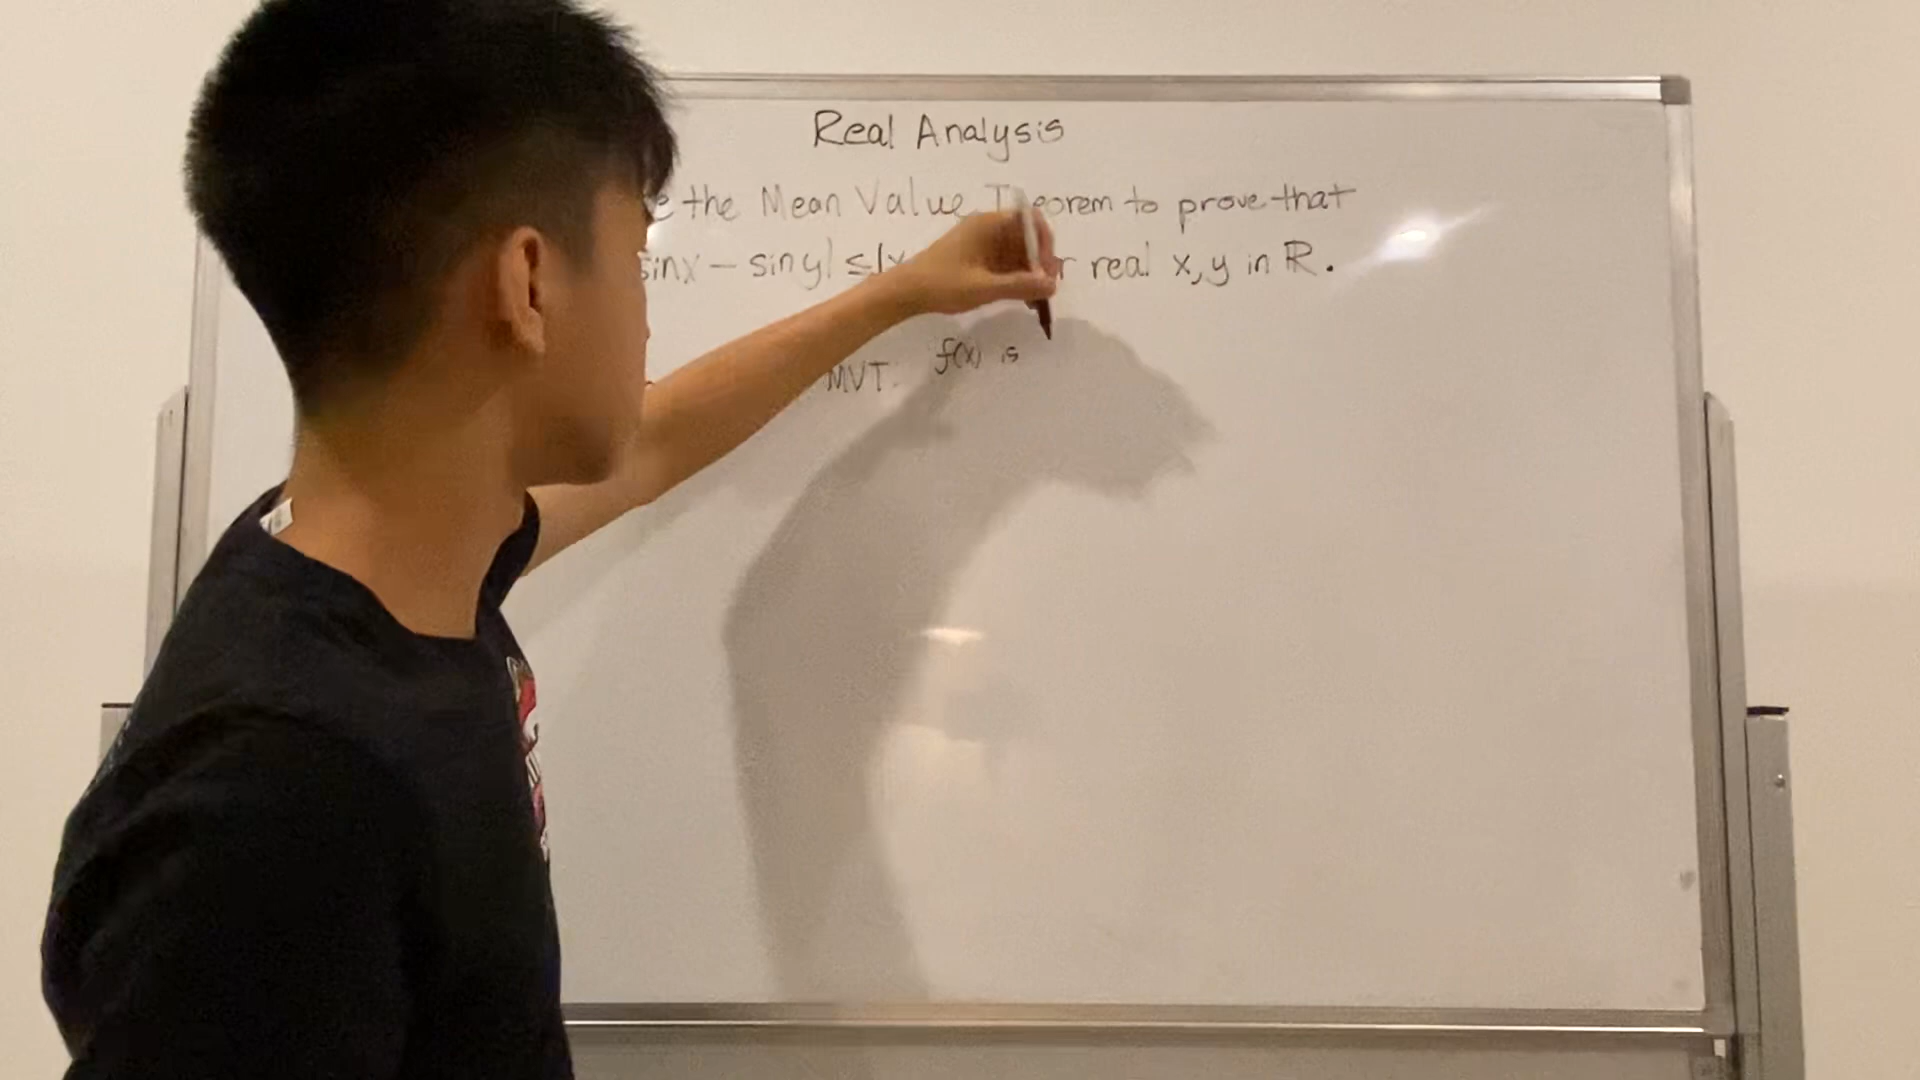 Real Analysis
the Mean Value Theorem to prove that
sinx - siny| ≤ |x real x, y in R.
MVT. f(x) is